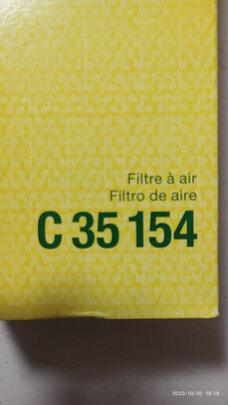 Filtre à air
Filtro de aire
C 35 154
2020/10/30 18:18